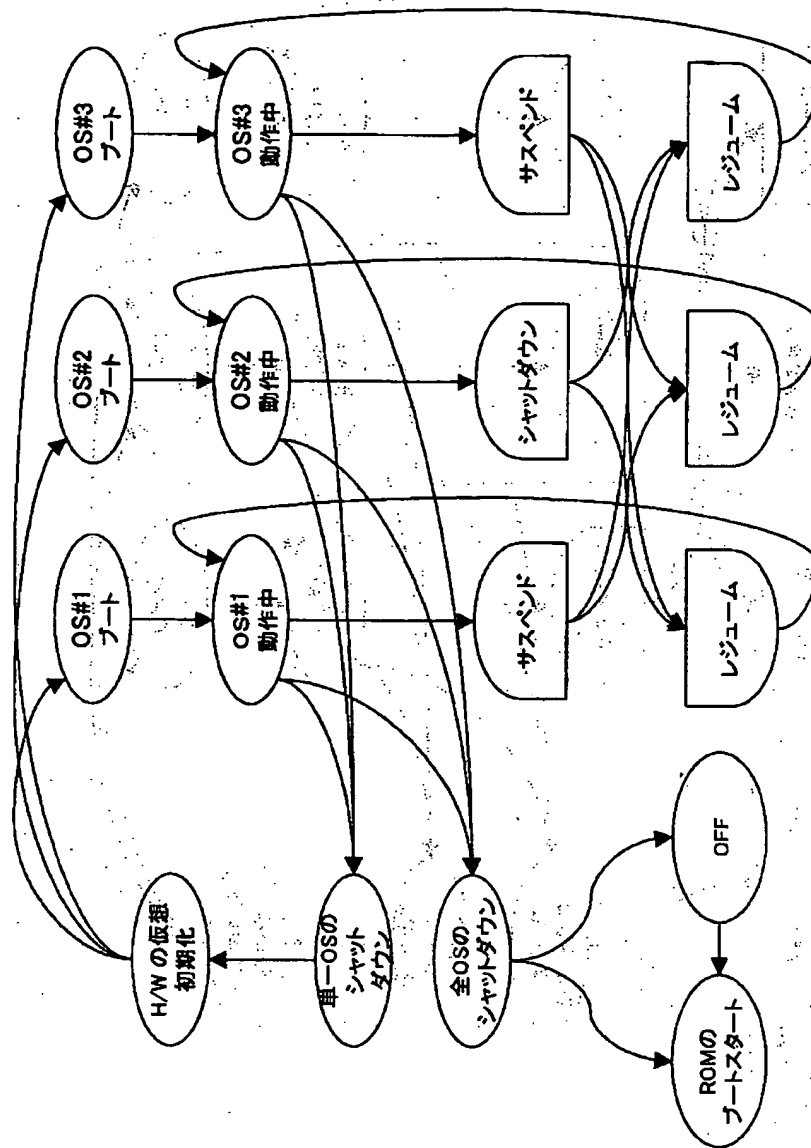 OS#1
ブート
OS#2
ブート
OS#3
ブート
H/W の仮想
初期化
OS#1
動作中
OS#2
動作中
OS#3
動作中
単一OSの
シャット
ダウン
全OSの
シャットダウン
サスペンド
シャットダウン
サスペンド
ROMの
ブートスタート
OFF
レジューム
レジューム
レジューム